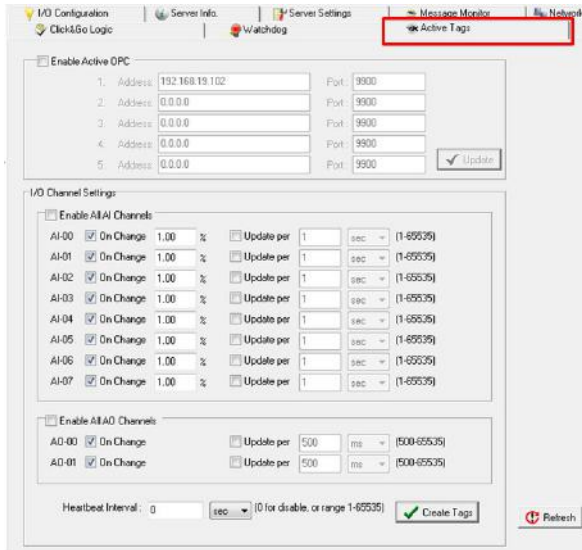 I/O Configuration Server Info. Server Settings Message Monitor Network
Click&Go Logic Watchdog Active Tags
Enable Active OPC
1. Address: 192.168.19.102 Port: 9900
2. Address: 0.0.0.0 Port: 9900
3. Address: 0.0.0.0 Port: 9900
4. Address: 0.0.0.0 Port: 9900
5. Address: 0.0.0.0 Port: 9900 Update
I/O Channel Settings
Enable All AI Channels
AI-00 On Change 1.00 % Update per 1 sec (1-65535)
AI-01 On Change 1.00 % Update per 1 sec (1-65535)
AI-02 On Change 1.00 % Update per 1 sec (1-65535)
AI-03 On Change 1.00 % Update per 1 sec (1-65535)
AI-04 On Change 1.00 % Update per 1 sec (1-65535)
AI-05 On Change 1.00 % Update per 1 sec (1-65535)
AI-06 On Change 1.00 % Update per 1 sec (1-65535)
AI-07 On Change 1.00 % Update per 1 sec (1-65535)
Enable All AO Channels
AO-00 On Change Update per 500 ms (500-65535)
AO-01 On Change Update per 500 ms (500-65535)
Heartbeat Interval: 0 sec (0 for disable, or range 1-65535) Create Tags
Refresh